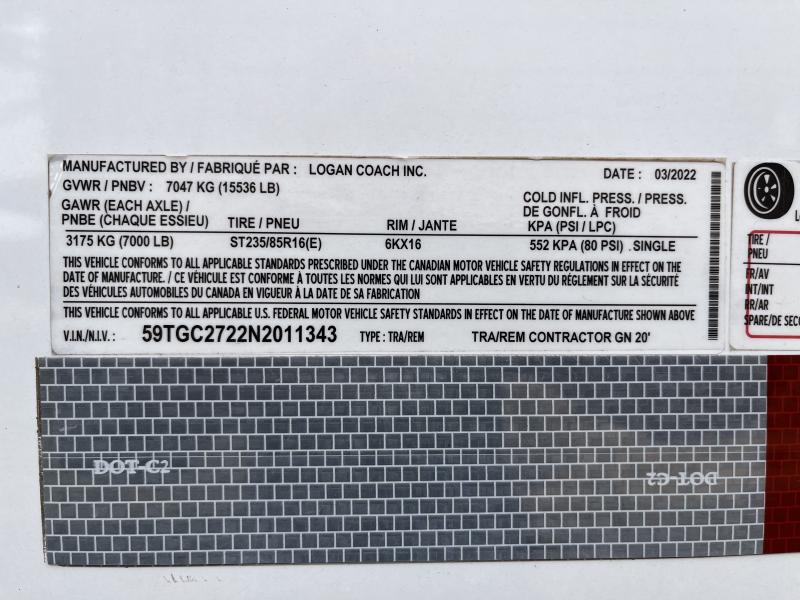 MANUFACTURED BY / FABRIQUÉ PAR : LOGAN COACH INC. DATE : 03/2022
GVWR / PNBV : 7047 KG (15536 LB)
GAWR (EACH AXLE) / COLD INFL. PRESS. / PRESS.
PNBE (CHAQUE ESSIEU) TIRE / PNEU RIM / JANTE DE GONFL. À FROID
KPA (PSI / LPC)
3175 KG (7000 LB) ST235/85R16(E) 6KX16 552 KPA (80 PSI) .SINGLE
THIS VEHICLE CONFORMS TO ALL APPLICABLE STANDARDS PRESCRIBED UNDER THE CANADIAN MOTOR VEHICLE SAFETY REGULATIONS IN EFFECT ON THE
DATE OF MANUFACTURE. / CE VÉHICULE EST CONFORME À TOUTES LES NORMES QUI LUI SONT APPLICABLES EN VERTU DU RÉGLEMENT SUR LA SÉCURITÉ
DES VÉHICULES AUTOMOBILES DU CANADA EN VIGUEUR À LA DATE DE SA FABRICATION
THIS VEHICLE CONFORMS TO ALL APPLICABLE U.S. FEDERAL MOTOR VEHICLE SAFETY STANDARDS IN EFFECT ON THE DATE OF MANUFACTURE SHOWN ABOVE
V.I.N./N.I.V. : 59TGC2722N2011343 TYPE : TRA/REM TRA/REM CONTRACTOR GN 20'
TIRE /
PNEU
FR/AV
INT/INT
RR/AR
SPARE/DE
DOT-C2
DOT-C2